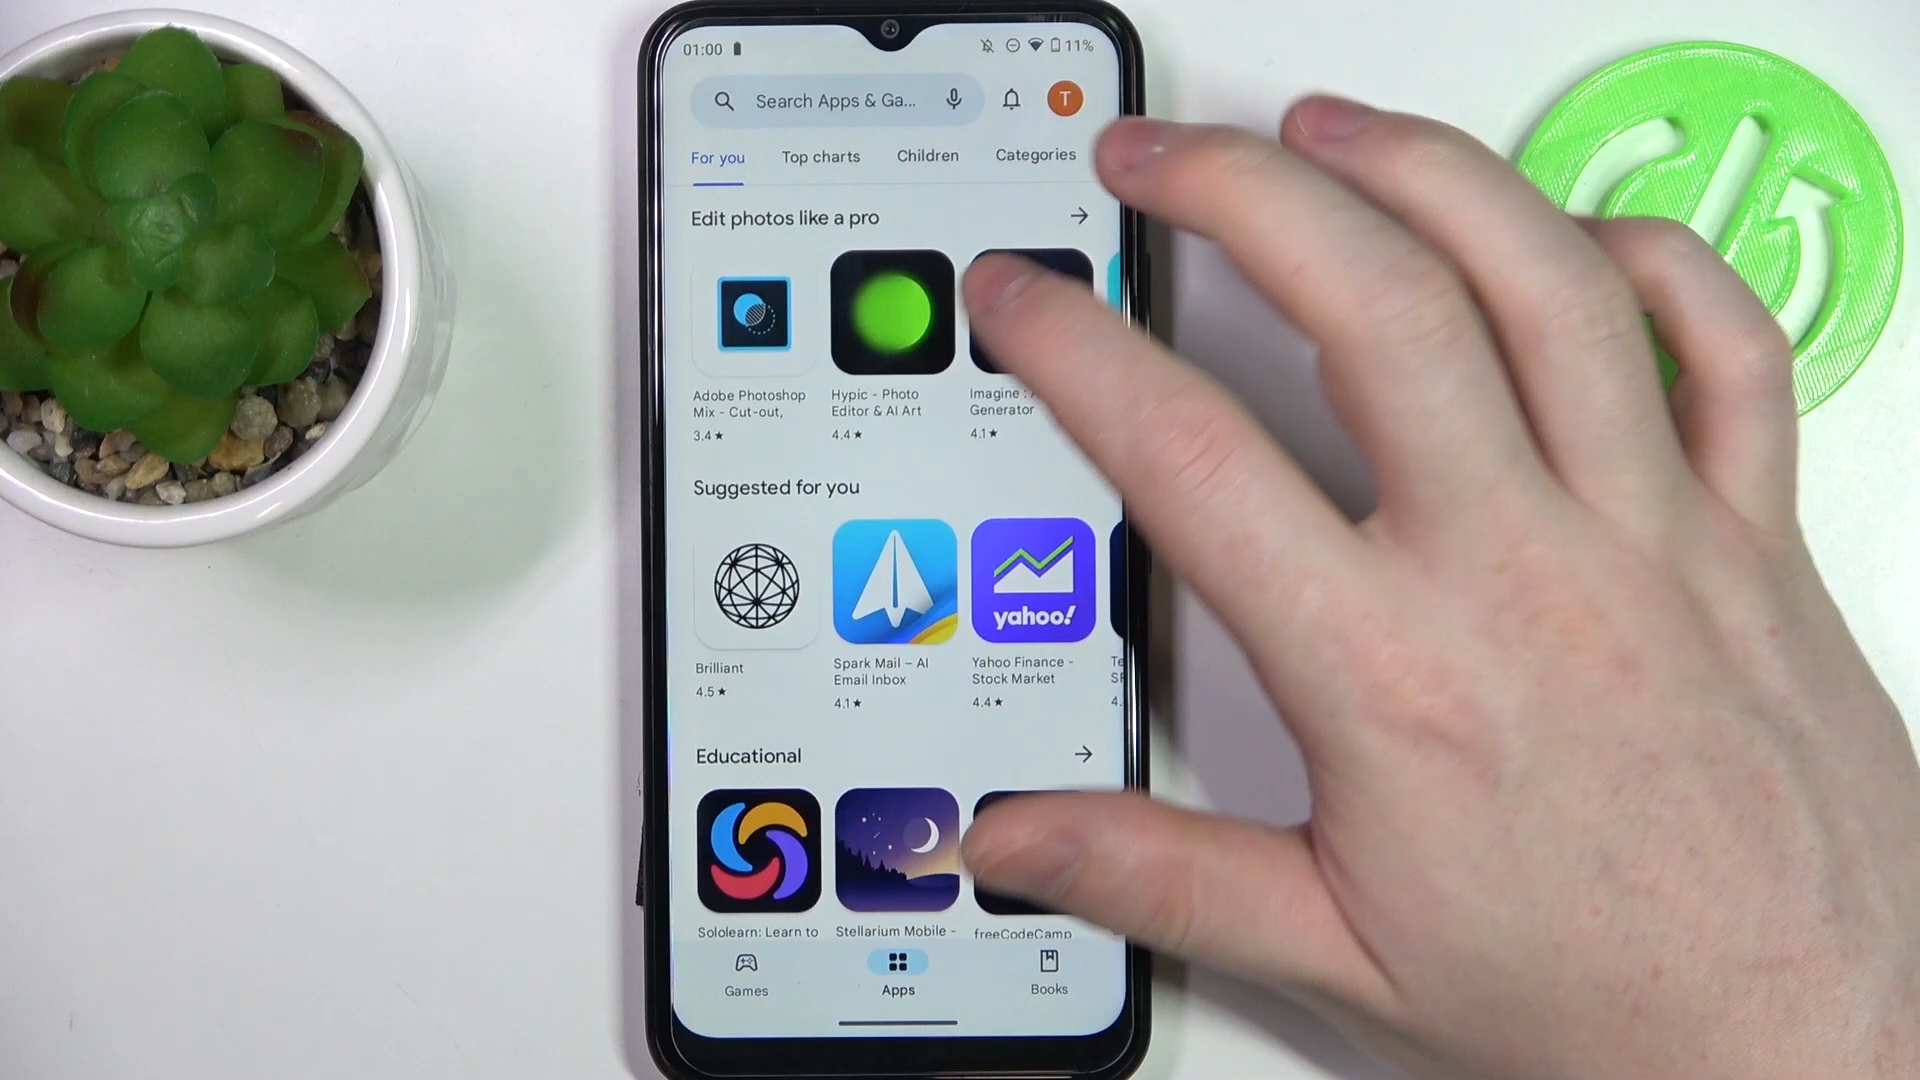 01:00 11%
Search Apps & Ga... T
For you Top charts Children Categories
Edit photos like a pro
Adobe Photoshop
Mix - Cut-out,
3.4★
Hypic - Photo
Editor & AI Art
4.4★
Imagine :
Generator
4.1★
Suggested for you
yahoo!
Brilliant
4.5★
Spark Mail – AI
Email Inbox
4.1★
Yahoo Finance -
Stock Market
4.4★
Te
4.
Educational
Sololearn: Learn to
Stellarium Mobile -
freeCodeCamp
Games Apps Books